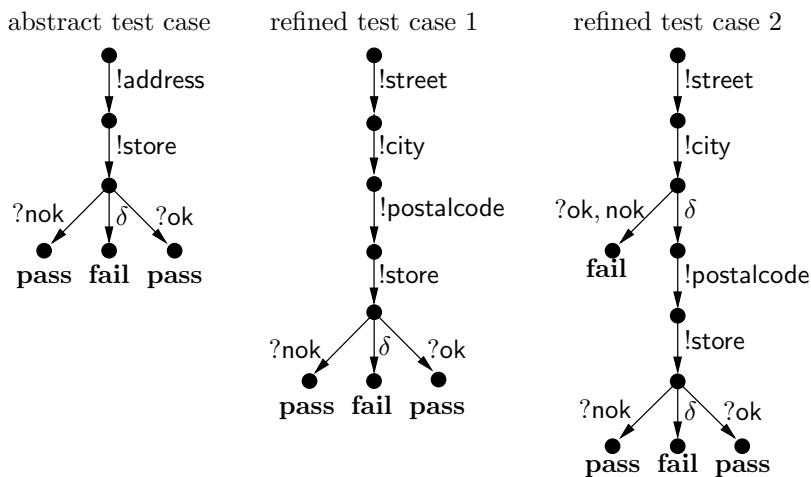 abstract test case
!address
!store
?nok δ ?ok
pass fail pass
refined test case 1
!street
!city
!postalcode
!store
?nok δ ?ok
pass fail pass
refined test case 2
!street
!city
?ok, nok δ
fail
!postalcode
!store
?nok δ ?ok
pass fail pass